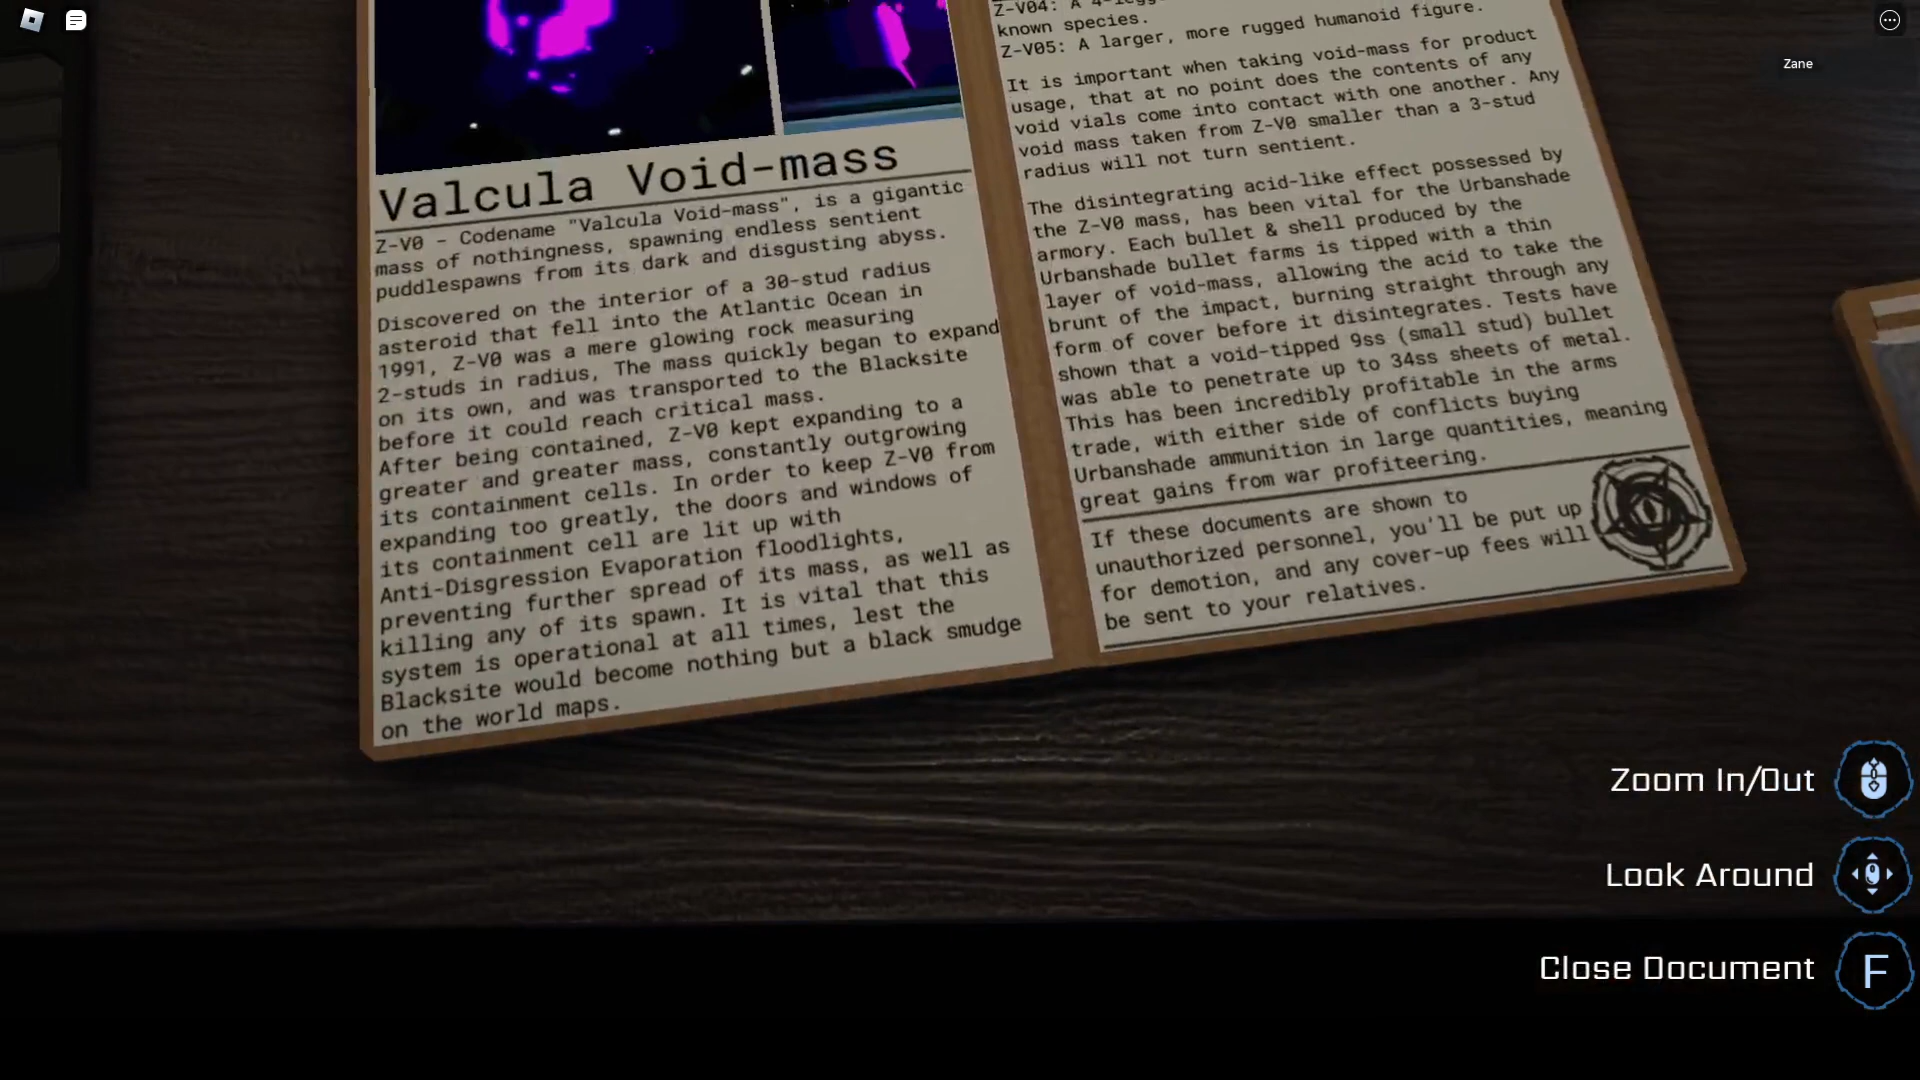 Zane
Valcula Void-mass
Z-V0 - Codename "Valcula Void-mass", is a gigantic
mass of nothingness, spawning endless sentient
puddlespawns from its dark and disgusting abyss.
Discovered on the interior of a 30-stud radius
asteroid that fell into the Atlantic Ocean in
1991, Z-V0 was a mere glowing rock measuring
2-studs in radius, The mass quickly began to expand
on its own, and was transported to the Blacksite
before it could reach critical mass.
After being contained, Z-V0 kept expanding to a
greater and greater mass, constantly outgrowing
its containment cells. In order to keep Z-V0 from
expanding too greatly, the doors and windows of
its containment cell are lit up with
Anti-Disgression Evaporation floodlights,
preventing further spread of its mass, as well as
killing any of its spawn. It is vital that this
system is operational at all times, lest the
Blacksite would become nothing but a black smudge
on the world maps.
Z-V04: A 4-
known species.
Z-V05: A larger, more rugged humanoid figure.
It is important when taking void-mass for product
usage, that at no point does the contents of any
void vials come into contact with one another. Any
void mass taken from Z-V0 smaller than a 3-stud
radius will not turn sentient.
The disintegrating acid-like effect possessed by
the Z-V0 mass, has been vital for the Urbanshade
armory. Each bullet & shell produced by the
Urbanshade bullet farms is tipped with a thin
layer of void-mass, allowing the acid to take the
brunt of the impact, burning straight through any
form of cover before it disintegrates. Tests have
shown that a void-tipped 9ss (small stud) bullet
was able to penetrate up to 34ss sheets of metal.
This has been incredibly profitable in the arms
trade, with either side of conflicts buying
Urbanshade ammunition in large quantities, meaning
great gains from war profiteering.
If these documents are shown to
unauthorized personnel, you'll be put up
for demotion, and any cover-up fees will
be sent to your relatives.
Zoom In/Out
Look Around
Close Document
F